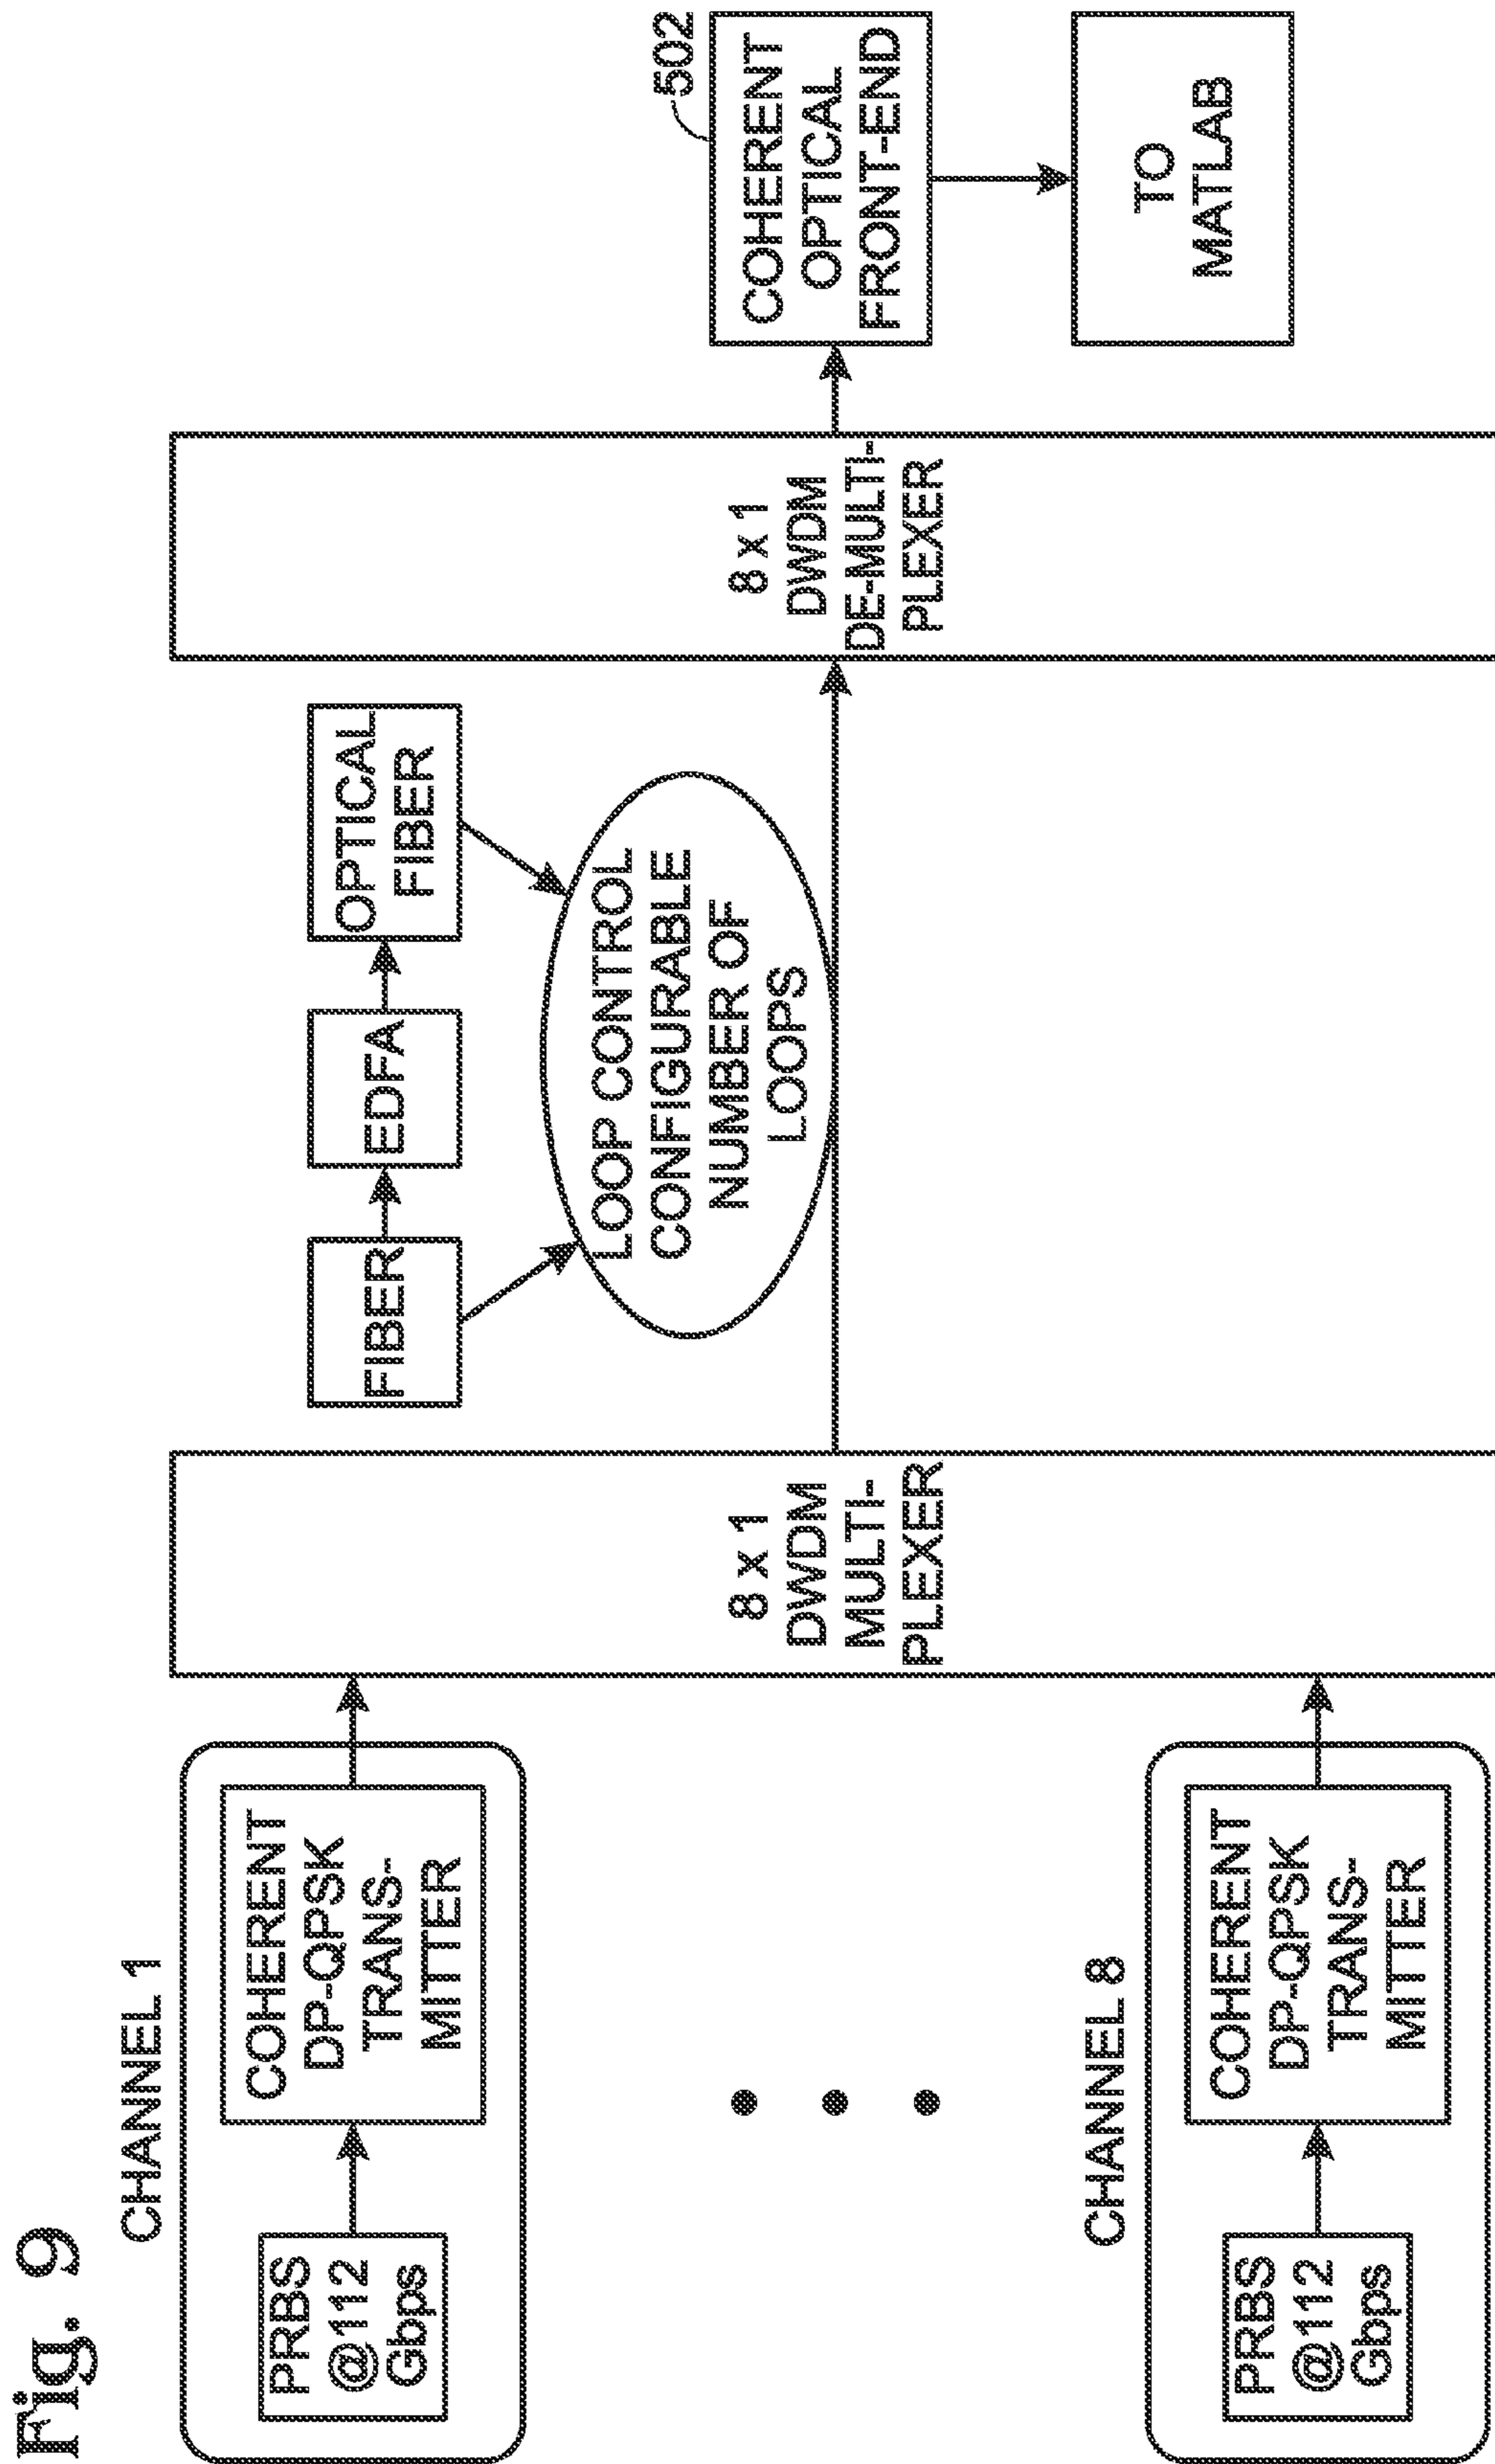 Fig. 9
CHANNEL 1
PRBS
@112
Gbps
COHERENT
DP-QPSK
TRANS-
MITTER
CHANNEL 8
PRBS
@112
Gbps
COHERENT
DP-QPSK
TRANS-
MITTER
8 x 1
DWDM
MULTI-
PLEXER
FIBER
EDFA
OPTICAL
FIBER
LOOP CONTROL
CONFIGURABLE
NUMBER OF
LOOPS
8 x 1
DWDM
DE-MULTI-
PLEXER
502
COHERENT
OPTICAL
FRONT-END
TO
MATLAB